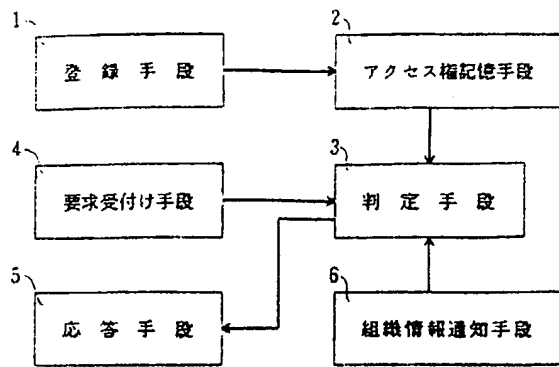 1
登録手段
2
アクセス権記憶手段
4
要求受付け手段
3
判定手段
5
応答手段
6
組織情報通知手段